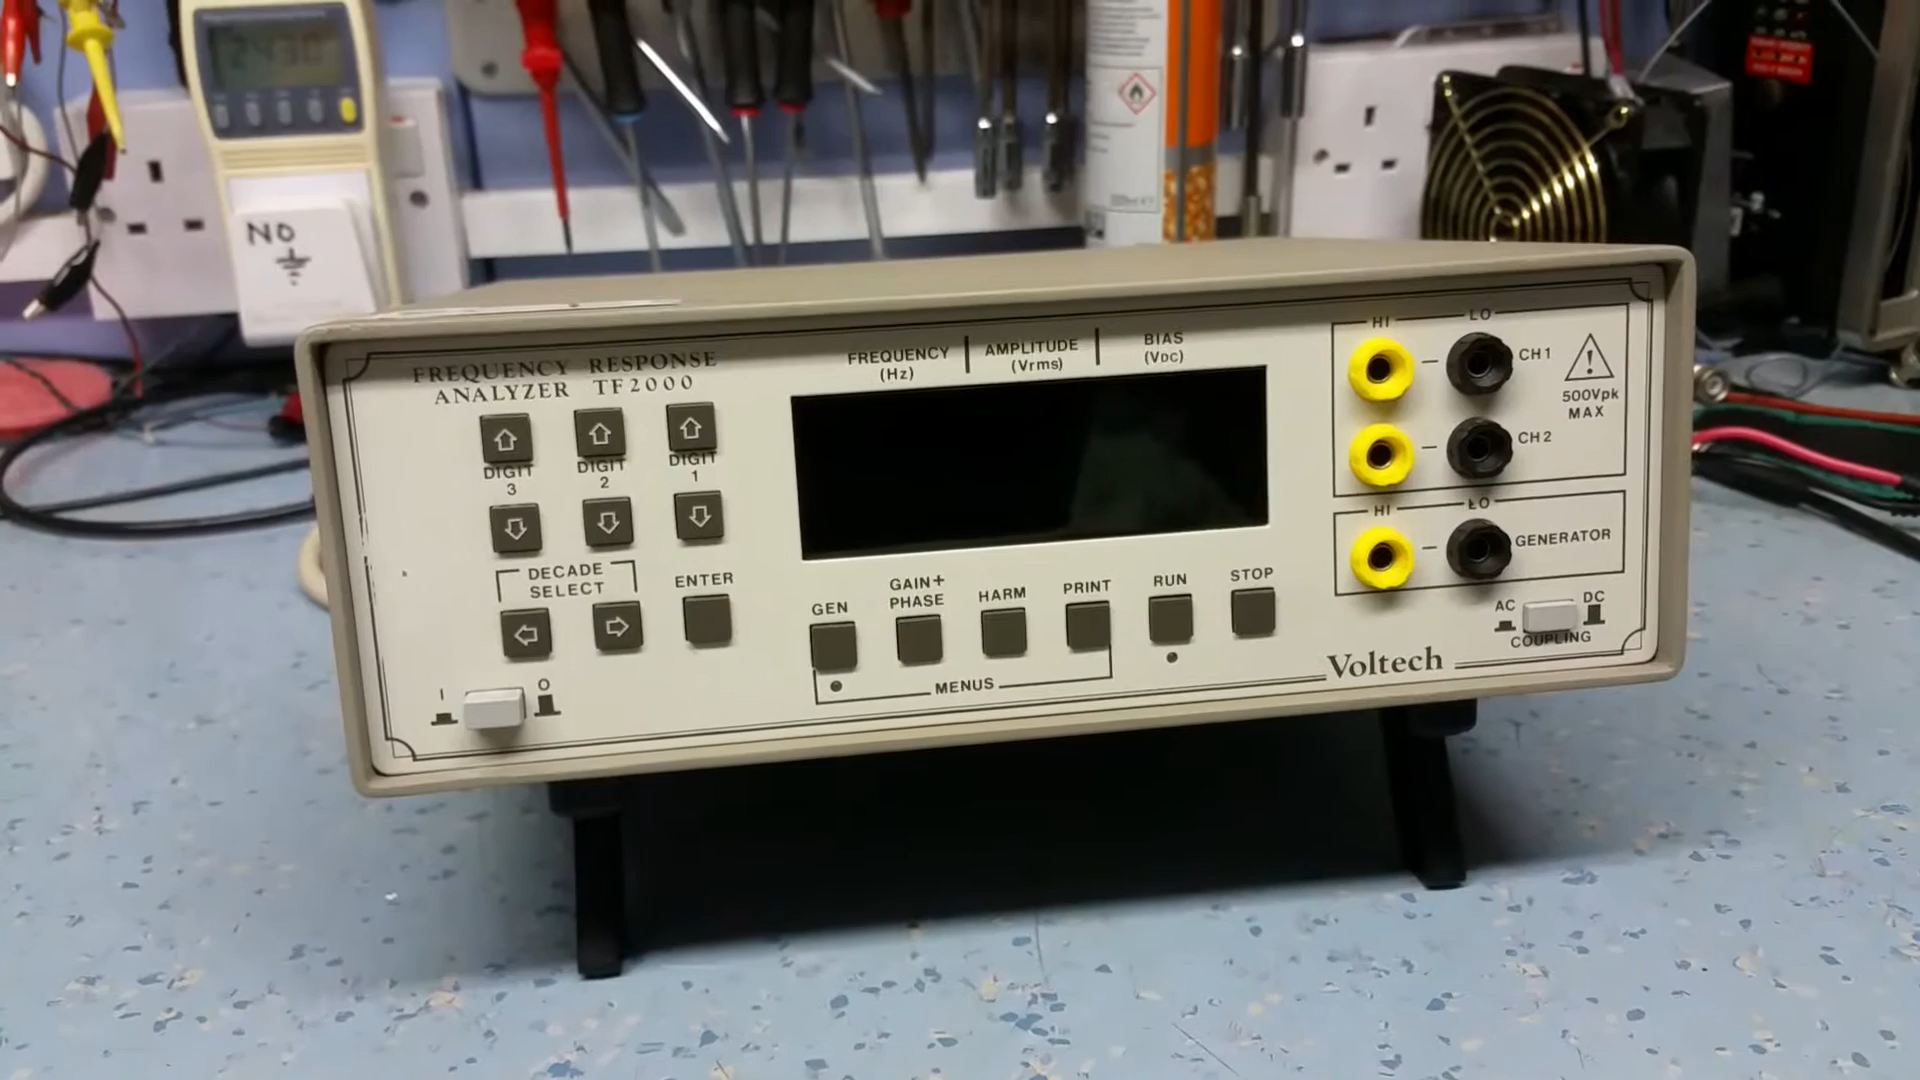 NO
FREQUENCY RESPONSE
ANALYZER TF2000
DIGIT
3
DIGIT
2
DIGIT
1
DECADE
SELECT
ENTER
I
O
FREQUENCY
(Hz)
AMPLITUDE
(Vrms)
BIAS
(VDC)
GEN
GAIN+
PHASE
HARM
PRINT
RUN
STOP
MENUS
HI
LO
CH1
!
500Vpk
MAX
CH2
HI
LO
GENERATOR
AC
DC
COUPLING
Voltech